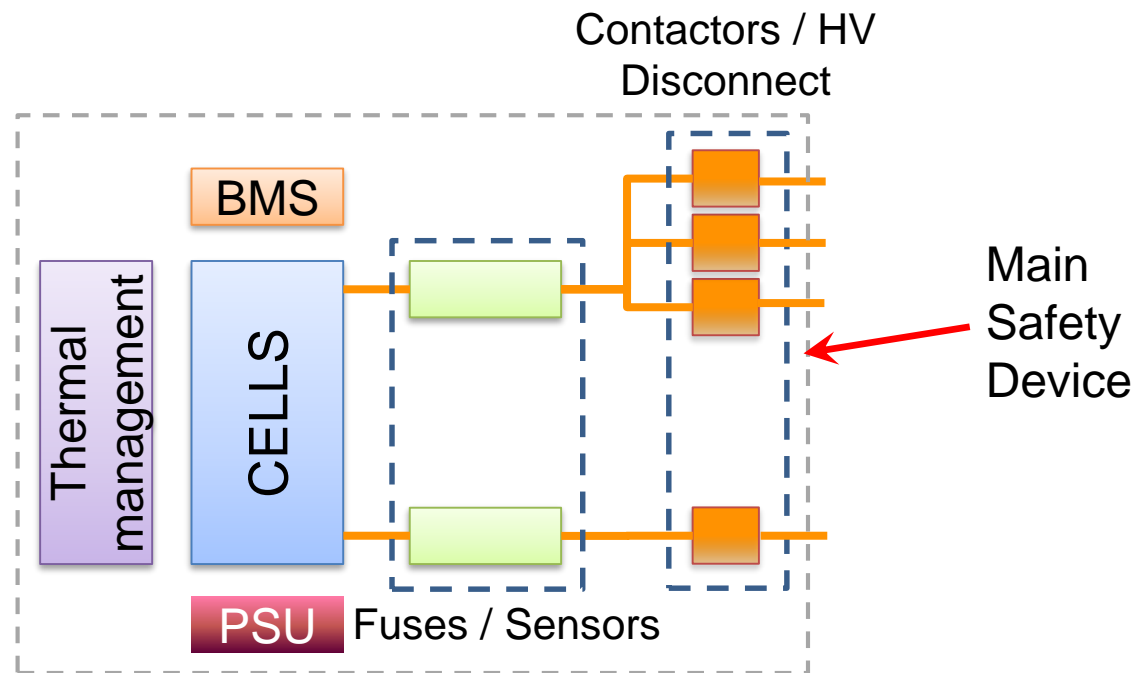 Contactors / HV
Disconnect
BMS
Thermal
management
CELLS
Main
Safety
Device
PSU
Fuses / Sensors